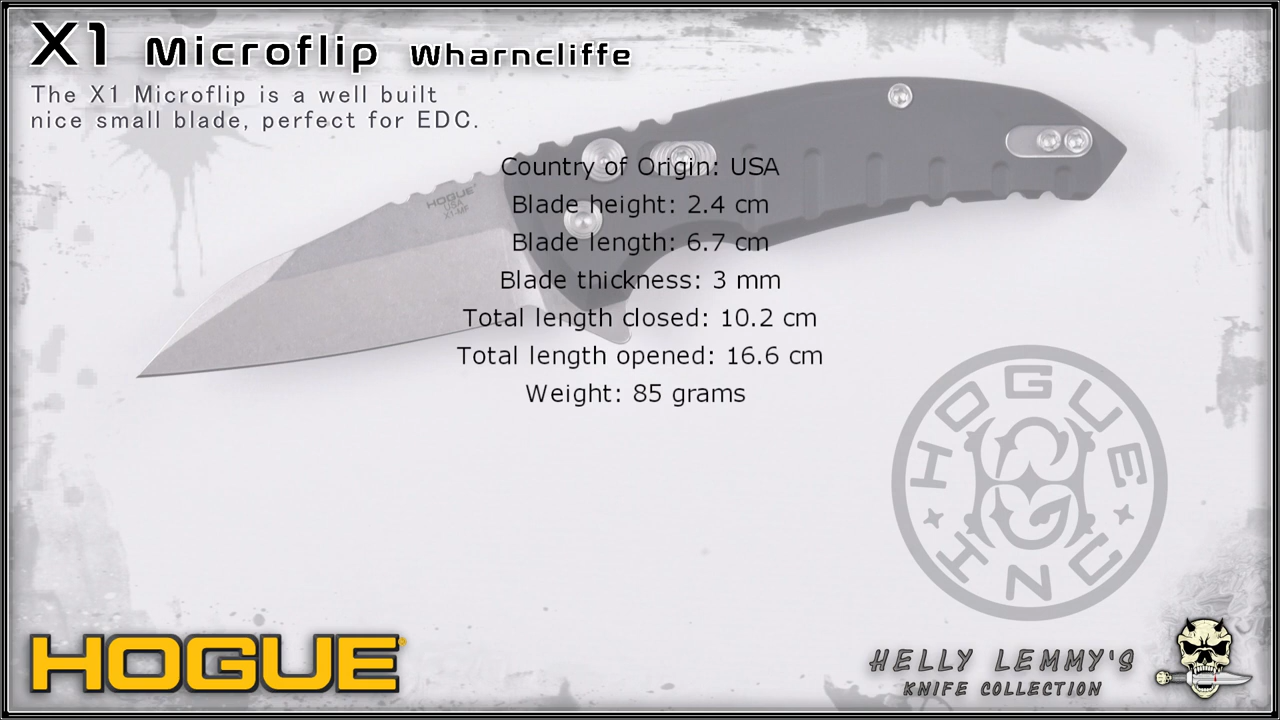 X1 Microflip Wharncliffe
The X1 Microflip is a well built
nice small blade, perfect for EDC.
Country of Origin: USA
HOGUE
USA
X1-MF
Blade height: 2.4 cm
Blade length: 6.7 cm
Blade thickness: 3 mm
Total length closed: 10.2 cm
Total length opened: 16.6 cm
Weight: 85 grams
HOGUE
INC
HOGUE®
HELLY LEMMY'S
KNIFE COLLECTION